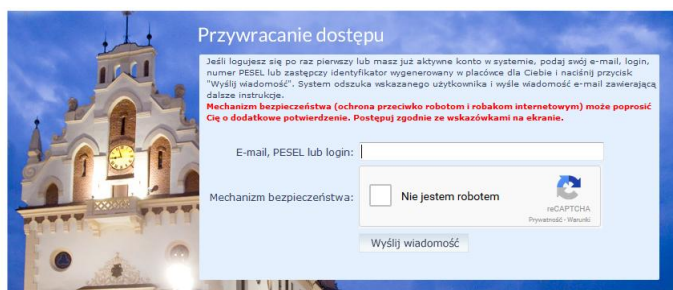 Przywracanie dostępu
Jeśli logujesz się po raz pierwszy lub masz już aktywne konto w systemie, podaj swój e-mail, login,
numer PESEL lub zastępczy identyfikator wygenerowany w placówce dla Ciebie i naciśnij przycisk
"Wyślij wiadomość". System odszuka wskazanego użytkownika i wyśle wiadomość e-mail zawierającą
dalsze instrukcje.
Mechanizm bezpieczeństwa (ochrona przeciwko robotom i robakom internetowym) może poprosić
Cię o dodatkowe potwierdzenie. Postępuj zgodnie ze wskazówkami na ekranie.
E-mail, PESEL lub login:
Mechanizm bezpieczeństwa:
Nie jestem robotem
reCAPTCHA
Prywatność - Warunki
Wyślij wiadomość